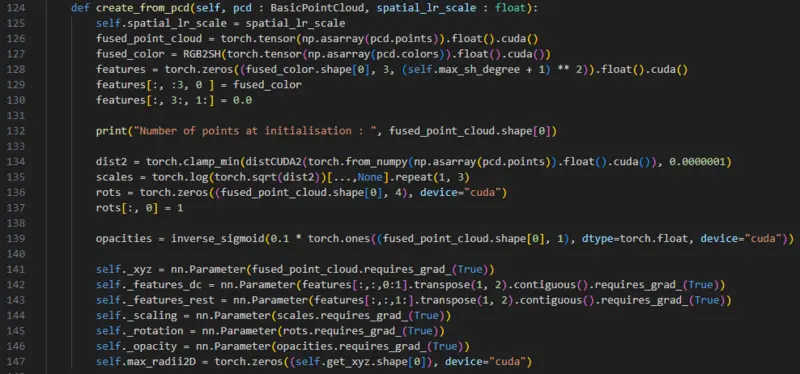 124 def create_from_pcd(self, pcd : BasicPointCloud, spatial_lr_scale : float):
125 self.spatial_lr_scale = spatial_lr_scale
126 fused_point_cloud = torch.tensor(np.asarray(pcd.points)).float().cuda()
127 fused_color = RGB2SH(torch.tensor(np.asarray(pcd.colors)).float().cuda())
128 features = torch.zeros((fused_color.shape[0], 3, (self.max_sh_degree + 1) ** 2)).float().cuda()
129 features[:, :3, 0 ] = fused_color
130 features[:, 3:, 1:] = 0.0
131
132 print("Number of points at initialisation : ", fused_point_cloud.shape[0])
133
134 dist2 = torch.clamp_min(distCUDA2(torch.from_numpy(np.asarray(pcd.points)).float().cuda()), 0.0000001)
135 scales = torch.log(torch.sqrt(dist2))[...,None].repeat(1, 3)
136 rots = torch.zeros((fused_point_cloud.shape[0], 4), device="cuda")
137 rots[:, 0] = 1
138
139 opacities = inverse_sigmoid(0.1 * torch.ones((fused_point_cloud.shape[0], 1), dtype=torch.float, device="cuda"))
140
141 self._xyz = nn.Parameter(fused_point_cloud.requires_grad_(True))
142 self._features_dc = nn.Parameter(features[:,:,0:1].transpose(1, 2).contiguous().requires_grad_(True))
143 self._features_rest = nn.Parameter(features[:,:,1:].transpose(1, 2).contiguous().requires_grad_(True))
144 self._scaling = nn.Parameter(scales.requires_grad_(True))
145 self._rotation = nn.Parameter(rots.requires_grad_(True))
146 self._opacity = nn.Parameter(opacities.requires_grad_(True))
147 self.max_radii2D = torch.zeros((self.get_xyz.shape[0]), device="cuda")